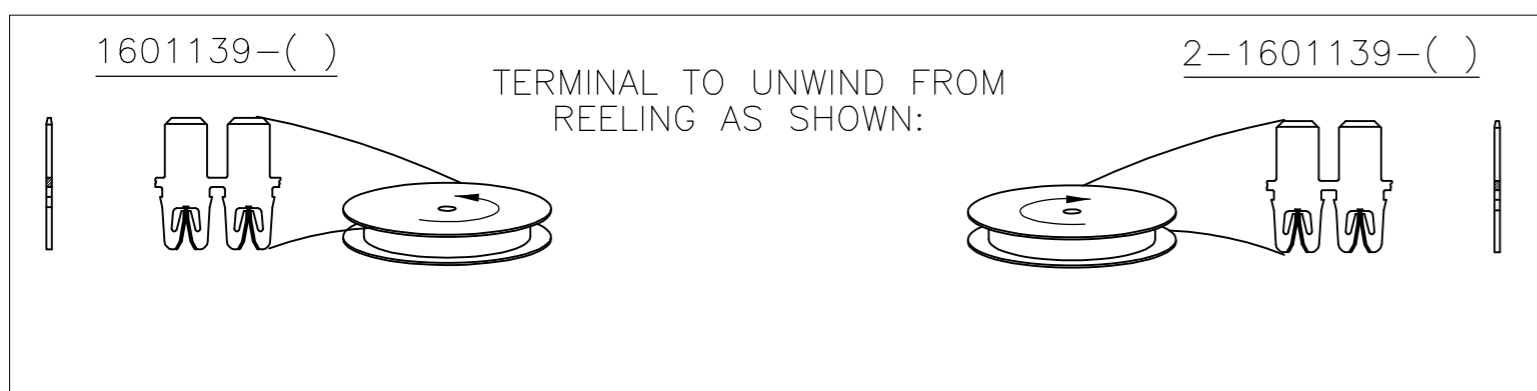 1601139-( )
TERMINAL TO UNWIND FROM
REELING AS SHOWN:
2-1601139-( )